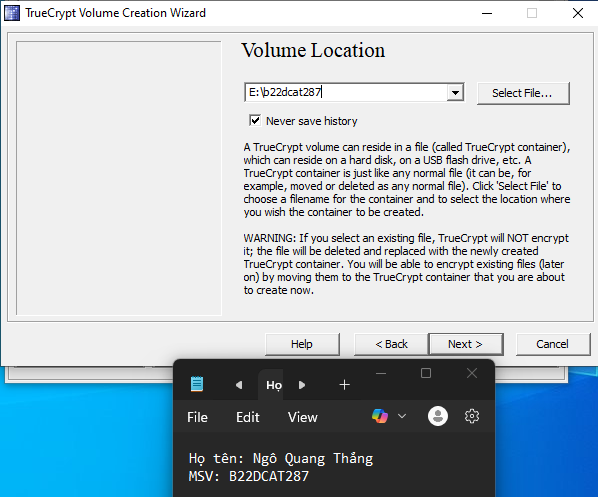 TrueCrypt Volume Creation Wizard
Volume Location
E:\b22dcat287
Select File...
Never save history
A TrueCrypt volume can reside in a file (called TrueCrypt container),
which can reside on a hard disk, on a USB flash drive, etc. A
TrueCrypt container is just like any normal file (it can be, for
example, moved or deleted as any normal file). Click 'Select File' to
choose a filename for the container and to select the location where
you wish the container to be created.
WARNING: If you select an existing file, TrueCrypt will NOT encrypt
it; the file will be deleted and replaced with the newly created
TrueCrypt container. You will be able to encrypt existing files (later
on) by moving them to the TrueCrypt container that you are about
to create now.
Help
< Back
Next >
Cancel
Họ
File
Edit
View
Họ tên: Ngô Quang Thắng
MSV: B22DCAT287